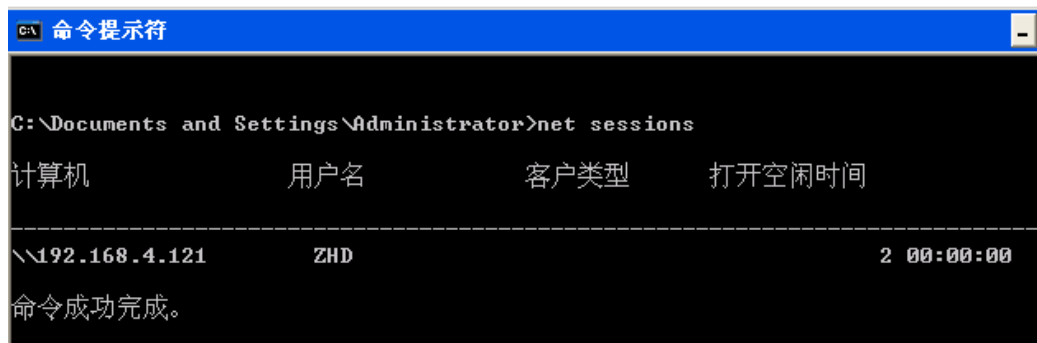 命令提示符
C:\Documents and Settings\Administrator>net sessions
计算机 用户名 客户类型 打开空闲时间
-------------------------------------------------------------------------------
\\192.168.4.121 ZHD 2 00:00:00
命令成功完成。